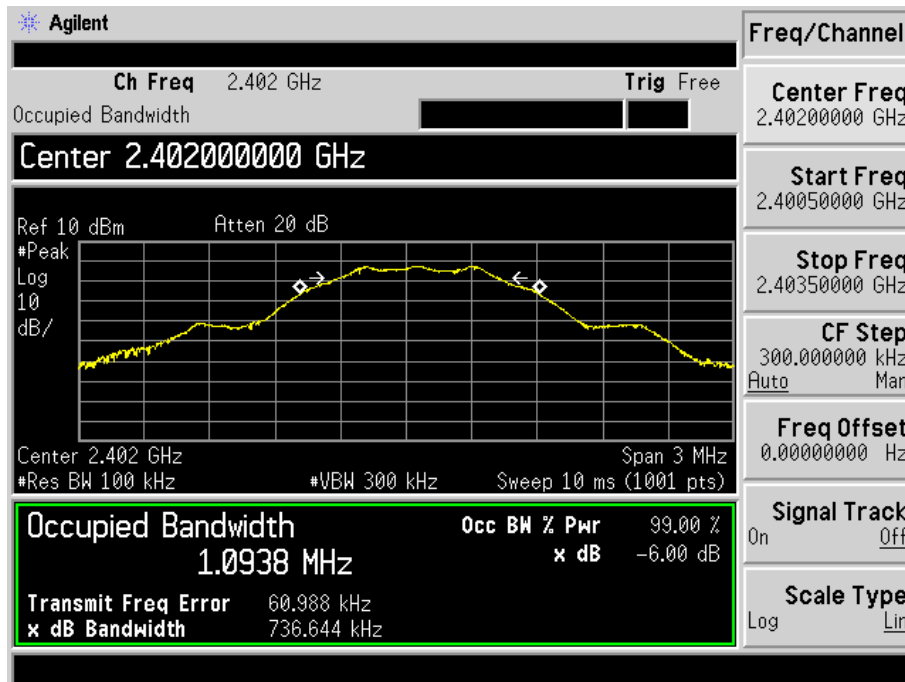 Agilent
Freq/Channel
Ch Freq 2.402 GHz Trig Free
Occupied Bandwidth
Center 2.402000000 GHz
Ref 10 dBm Atten 20 dB
#Peak
Log
10
dB/
Center 2.402 GHz Span 3 MHz
#Res BW 100 kHz #VBW 300 kHz Sweep 10 ms (1001 pts)
Occupied Bandwidth
1.0938 MHz
Occ BW % Pwr 99.00 %
x dB -6.00 dB
Transmit Freq Error 60.988 kHz
x dB Bandwidth 736.644 kHz
Center Freq
2.40200000 GHz
Start Freq
2.40050000 GHz
Stop Freq
2.40350000 GHz
CF Step
300.000000 kHz
Auto Man
Freq Offset
0.00000000 Hz
Signal Track
On Off
Scale Type
Log Lin